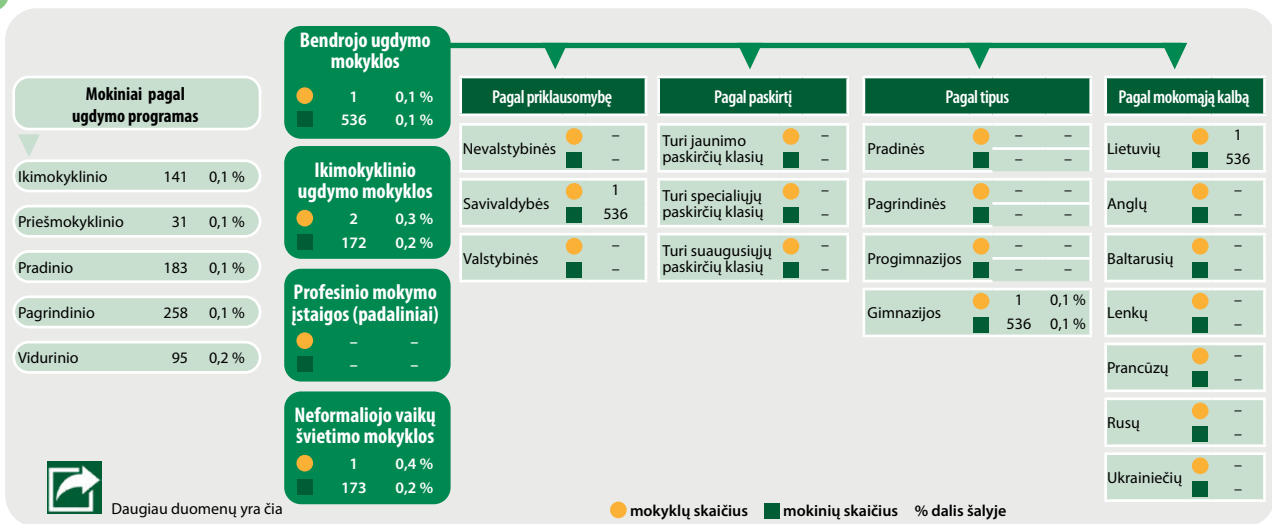 Mokiniai pagal
ugdymo programas
Ikimokyklinio 141 0,1 %
Priešmokyklinio 31 0,1 %
Pradinio 183 0,1 %
Pagrindinio 258 0,1 %
Vidurinio 95 0,2 %
Daugiau duomenų yra čia
Bendrojo ugdymo
mokyklos
1 0,1 %
536 0,1 %
Ikimokyklinio
ugdymo mokyklos
2 0,3 %
172 0,2 %
Profesinio mokymo
įstaigos (padaliniai)
– –
– –
Neformaliojo vaikų
švietimo mokyklos
1 0,4 %
173 0,2 %
Pagal priklausomybę
Nevalstybinės –
–
Savivaldybės 1
536
Valstybinės –
–
Pagal paskirtį
Turi jaunimo
paskirčių klasių –
–
Turi specialiųjų
paskirčių klasių –
–
Turi suaugusiųjų
paskirčių klasių –
–
Pagal tipus
Pradinės – –
– –
Pagrindinės – –
– –
Progimnazijos – –
– –
Gimnazijos 1 0,1 %
536 0,1 %
Pagal mokomąją kalbą
Lietuvių 1
536
Anglų –
–
Baltarusių –
–
Lenkų –
–
Prancūzų –
–
Rusų –
–
Ukrainiečių –
–
mokyklų skaičius mokinių skaičius % dalis šalyje